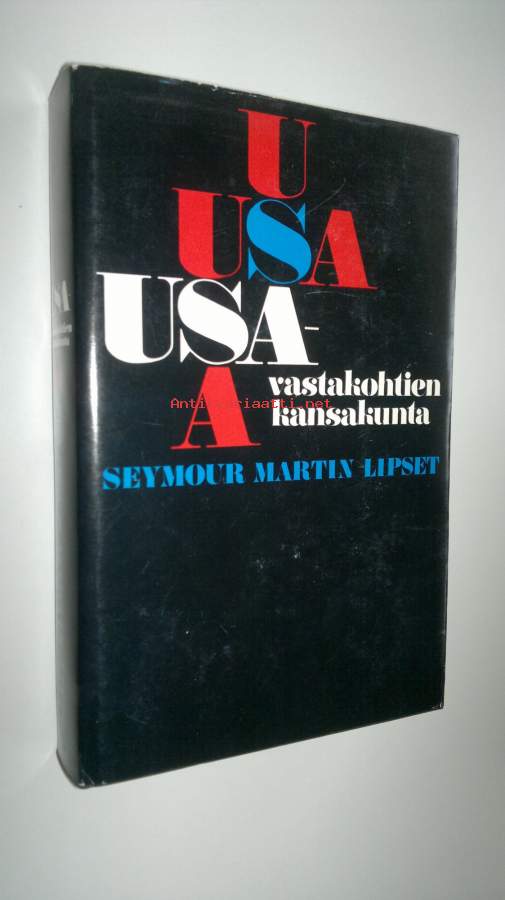 U
USA
USA-
A
vastakohtien
kansakunta
SEYMOUR MARTIN LIPSET
Antikvariaatti.net